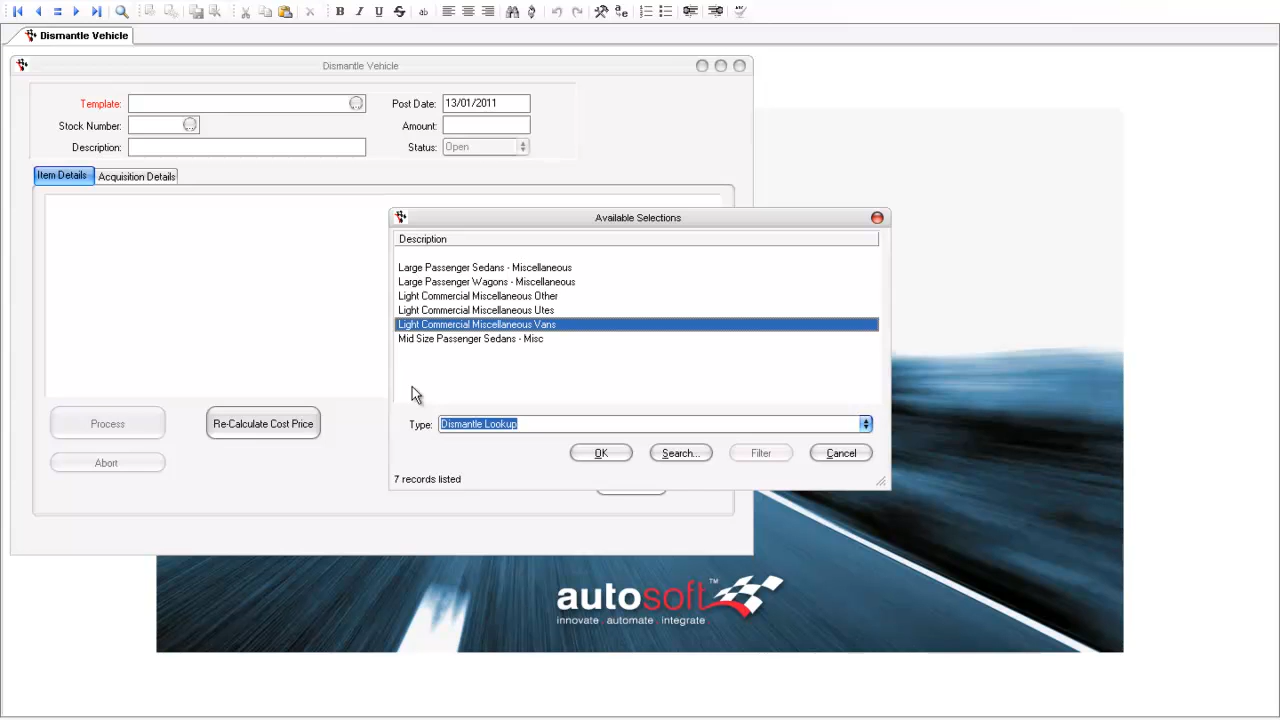 Dismantle Vehicle
Dismantle Vehicle
Template:
Post Date: 13/01/2011
Stock Number:
Amount:
Description:
Status: Open
Item Details
Acquisition Details
Available Selections
Description
Large Passenger Sedans - Miscellaneous
Large Passenger Wagons - Miscellaneous
Light Commercial Miscellaneous Other
Light Commercial Miscellaneous Utes
Light Commercial Miscellaneous Vans
Mid Size Passenger Sedans - Misc
Type: Dismantle Lookup
OK
Search...
Filter
Cancel
7 records listed
Process
Re-Calculate Cost Price
Abort
autosoft™
innovate automate integrate